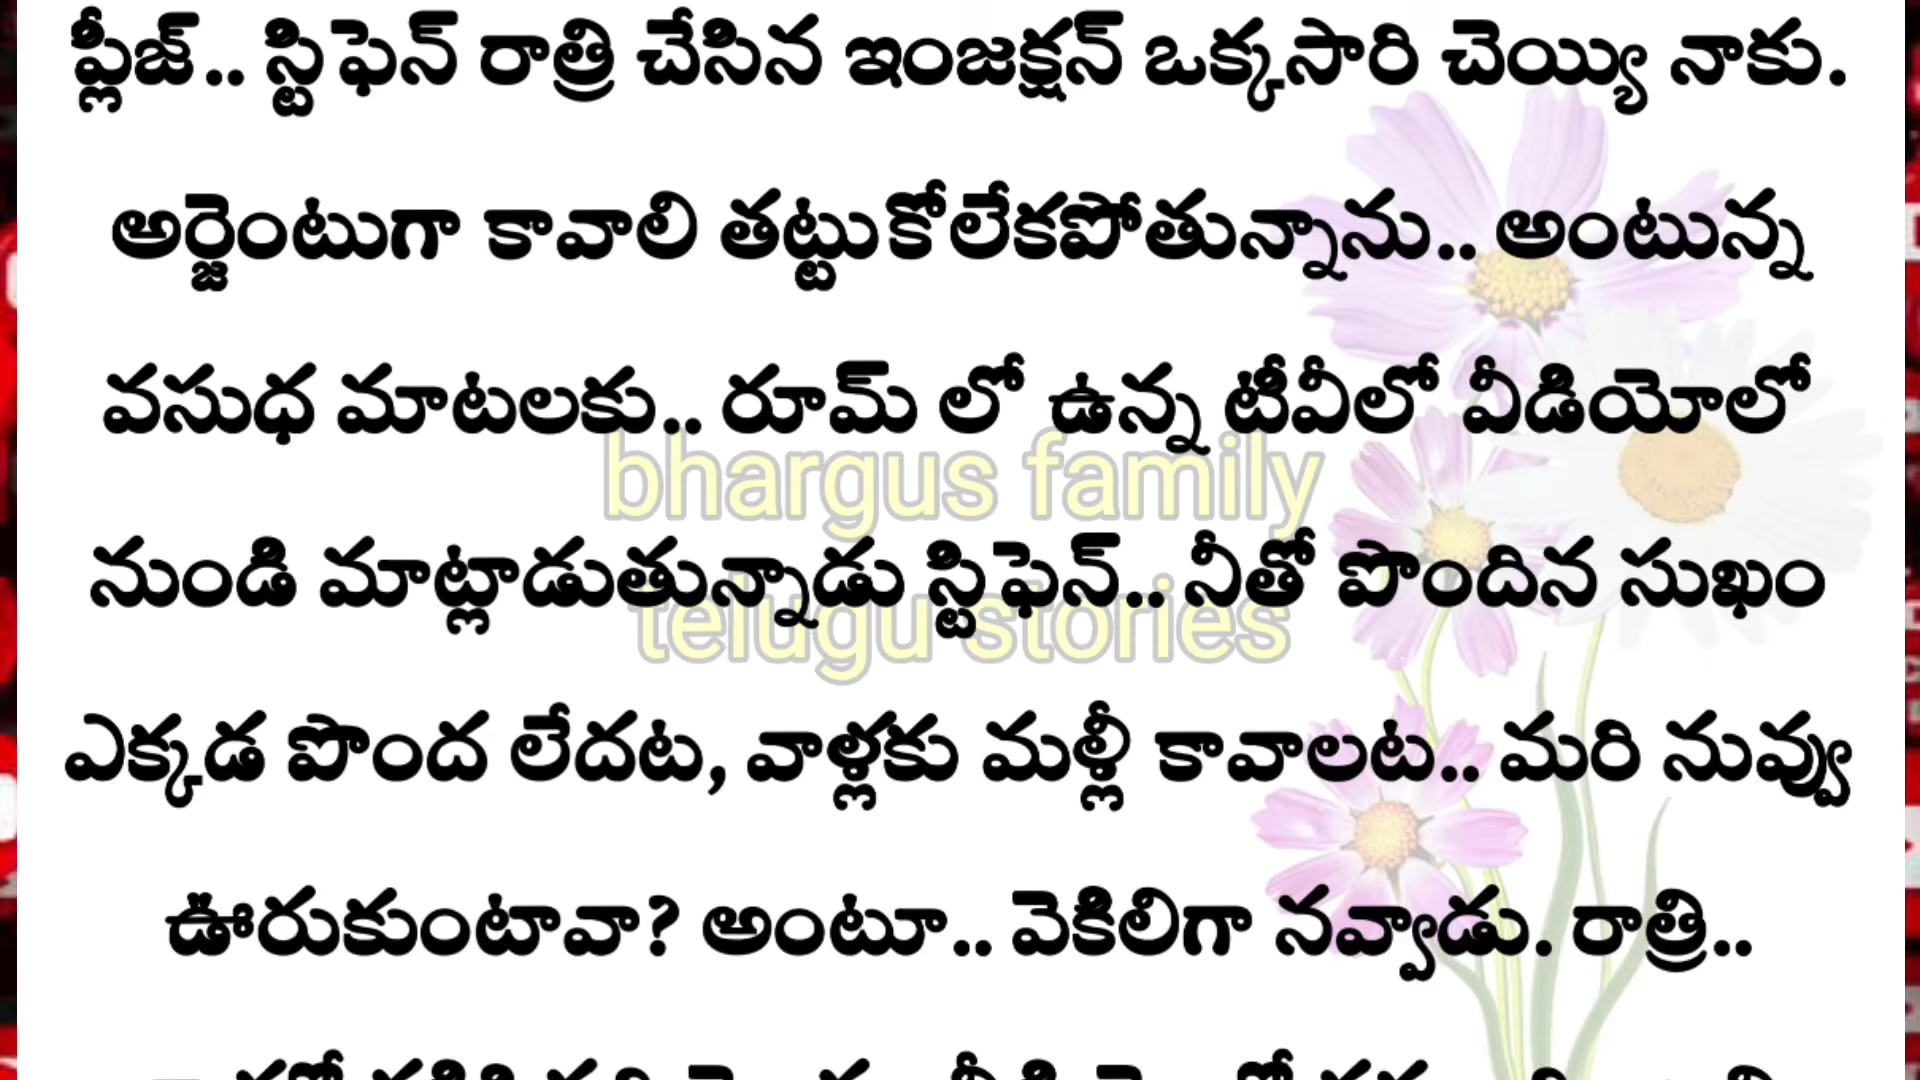 ప్లీజ్.. స్టిఫెన్ రాత్రి చేసిన ఇంజక్షన్ ఒక్కసారి చెయ్యి నాకు.
అర్జెంటుగా కావాలి తట్టుకోలేకపోతున్నాను.. అంటున్న
వసుధ మాటలకు.. రూమ్ లో ఉన్న టీవీలో వీడియోలో
bhargus family
నుండి మాట్లాడుతున్నాడు స్టిఫెన్.. నీతో పొందిన సుఖం
telugu stories
ఎక్కడ పొంద లేదట, వాళ్లకు మళ్లీ కావాలట.. మరి నువ్వు
ఊరుకుంటావా? అంటూ.. వెకిలిగా నవ్వాడు. రాత్రి..